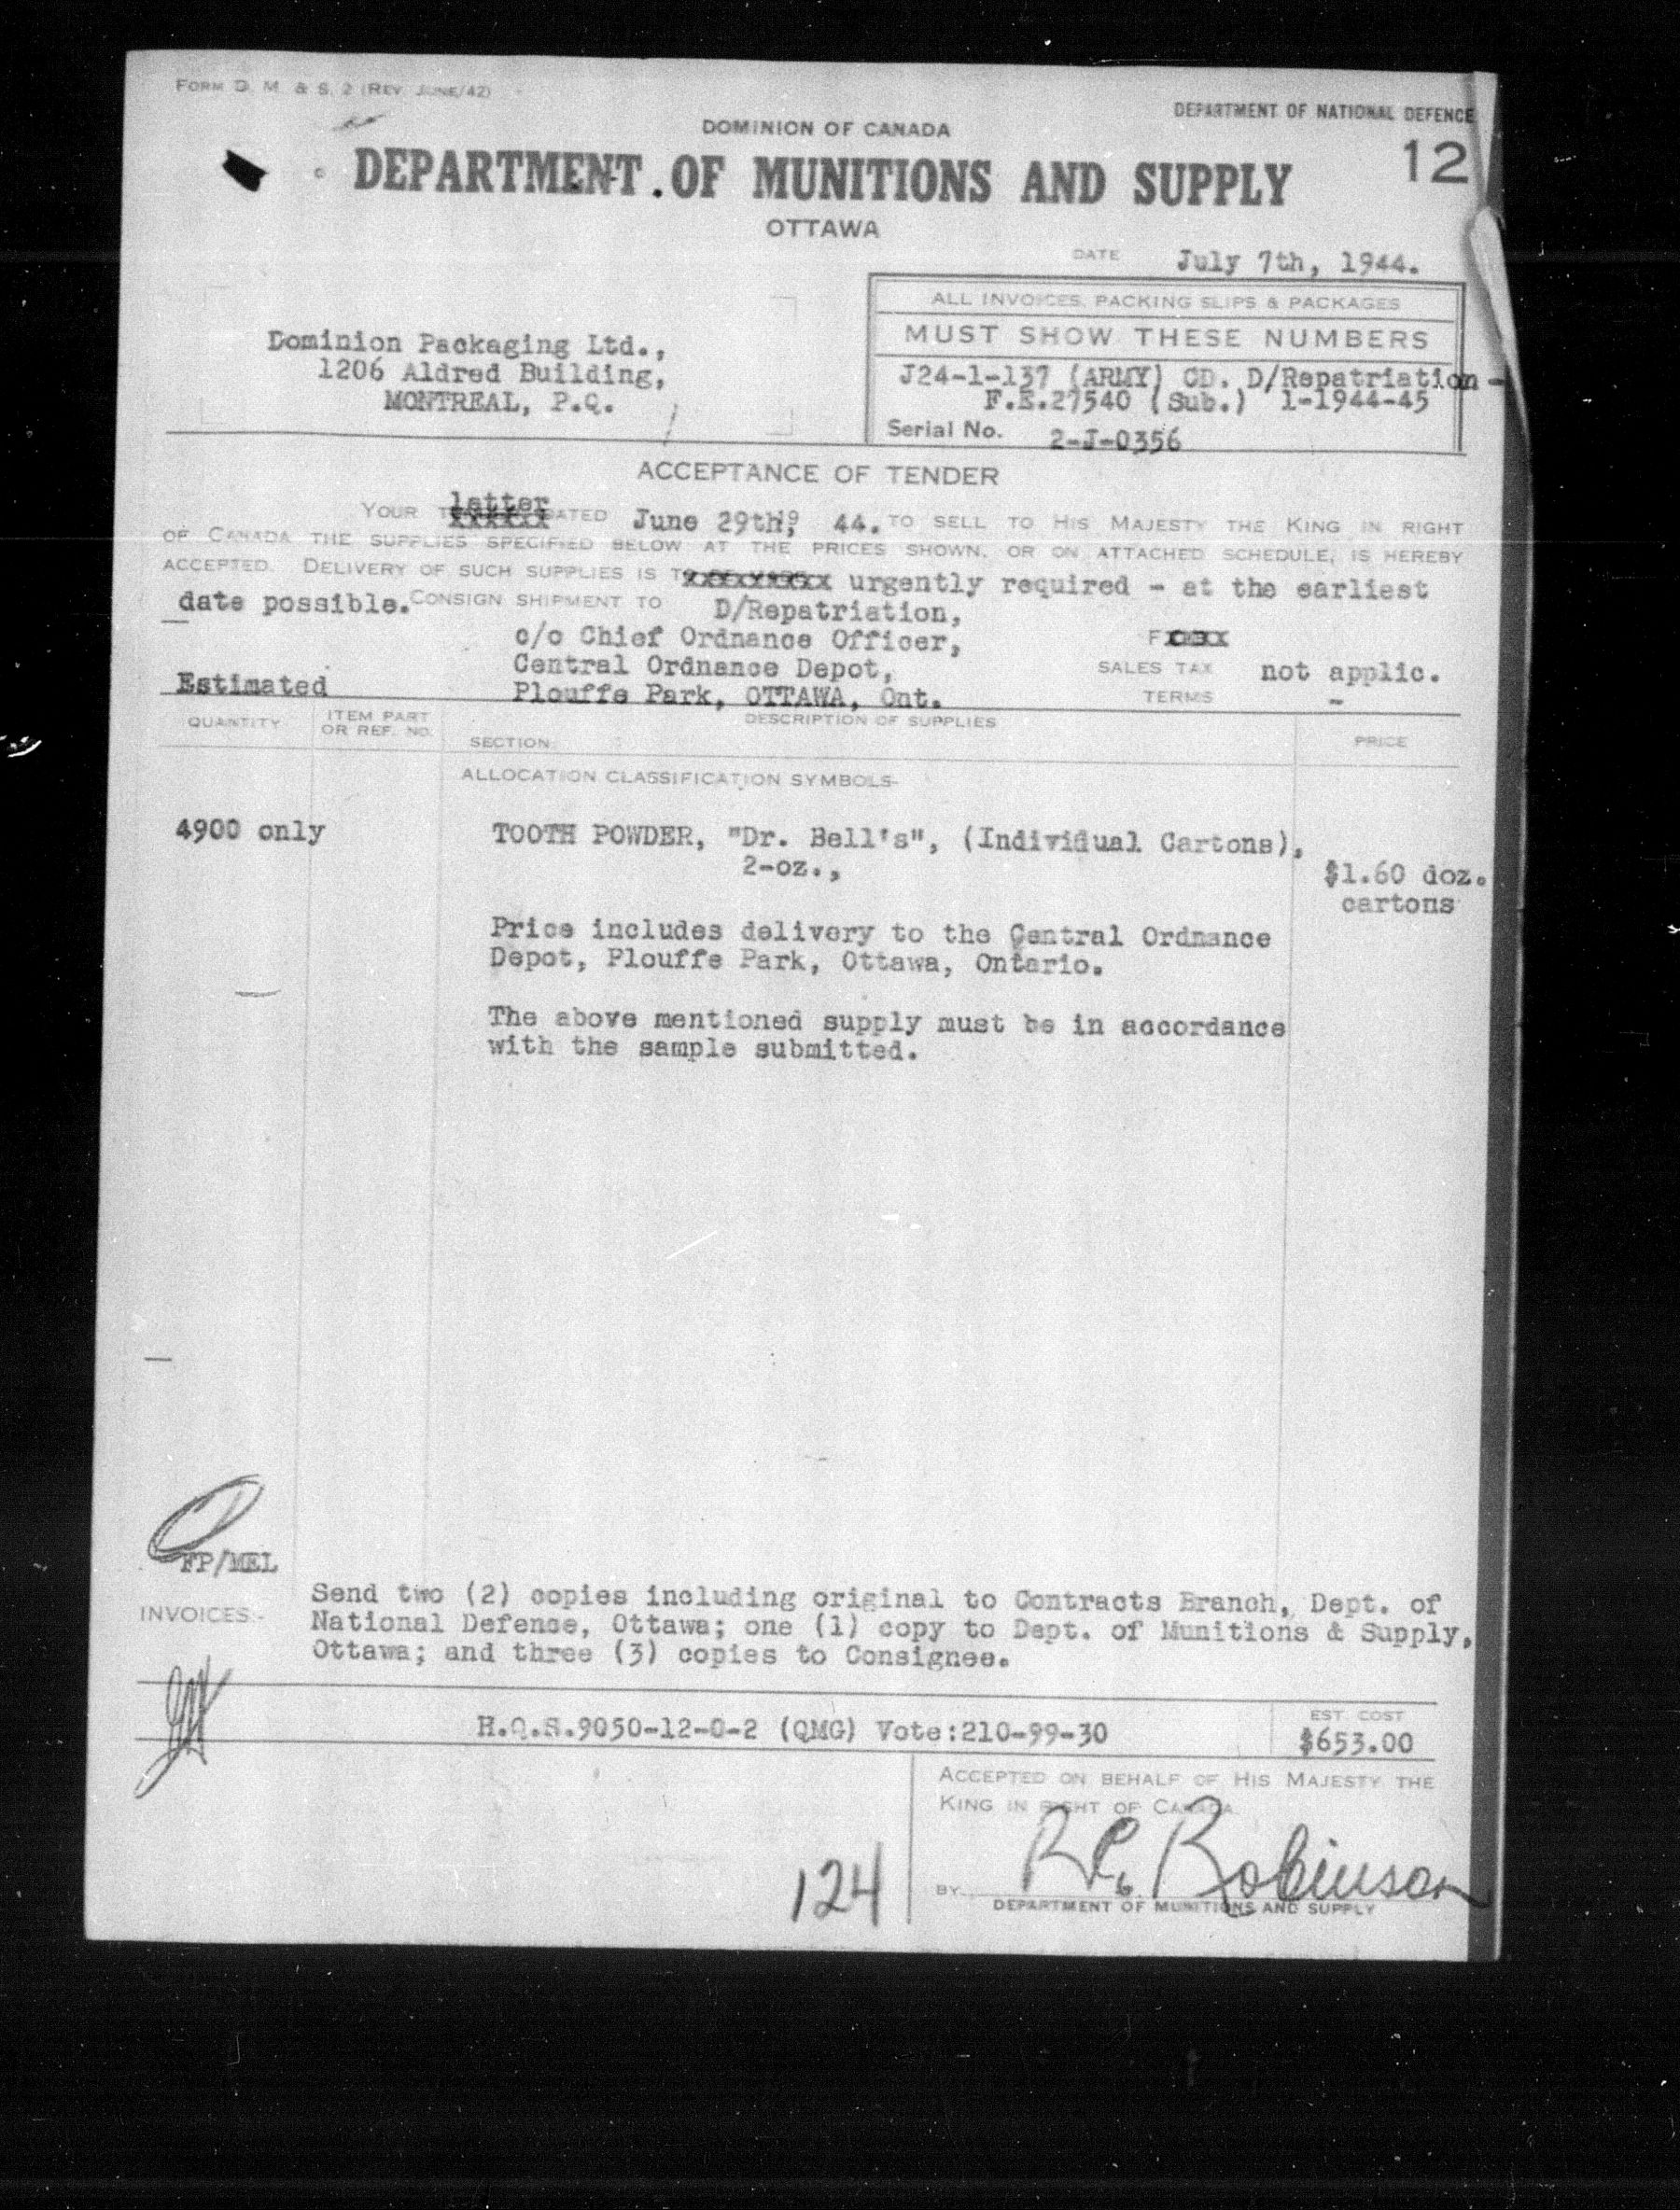 FORM D. M. & S. 2 (REV. JUNE/42)
DEPARTMENT OF NATIONAL DEFENCE
12
DOMINION OF CANADA
DEPARTMENT OF MUNITIONS AND SUPPLY
OTTAWA
DATE July 7th, 1944.
ALL INVOICES, PACKING SLIPS & PACKAGES
MUST SHOW THESE NUMBERS
J24-1-137 (ARMY) CD. D/Repatriation -
F.E.27540 (Sub.) 1-1944-45
Serial No. 2-J-0356
Dominion Packaging Ltd.,
1206 Aldred Building,
MONTREAL, P.Q.
ACCEPTANCE OF TENDER
YOUR letter DATED June 29th, 19 44. TO SELL TO HIS MAJESTY THE KING IN RIGHT
OF CANADA THE SUPPLIES SPECIFIED BELOW AT THE PRICES SHOWN, OR ON ATTACHED SCHEDULE, IS HEREBY
ACCEPTED. DELIVERY OF SUCH SUPPLIES IS xxxxxxxxx urgently required - at the earliest
date possible. CONSIGN SHIPMENT TO D/Repatriation,
c/o Chief Ordnance Officer,
Central Ordnance Depot,
SALES TAX not applic.
Estimated
Plouffe Park, OTTAWA, Ont.
TERMS -
QUANTITY
ITEM PART
OR REF. NO.
DESCRIPTION OF SUPPLIES
SECTION:
PRICE
ALLOCATION CLASSIFICATION SYMBOLS-
4900 only
TOOTH POWDER, "Dr. Bell's", (Individual Cartons),
2-oz.,
$1.60 doz.
cartons
Price includes delivery to the Central Ordnance
Depot, Plouffe Park, Ottawa, Ontario.
The above mentioned supply must be in accordance
with the sample submitted.
FP/MEL
INVOICES:-
Send two (2) copies including original to Contracts Branch, Dept. of
National Defense, Ottawa; one (1) copy to Dept. of Munitions & Supply,
Ottawa; and three (3) copies to Consignee.
H.Q.S.9050-12-0-2 (QMG) Vote:210-99-30
EST. COST
$653.00
ACCEPTED ON BEHALF OF HIS MAJESTY THE
KING IN RIGHT OF CANADA
BY Robinson
DEPARTMENT OF MUNITIONS AND SUPPLY
124